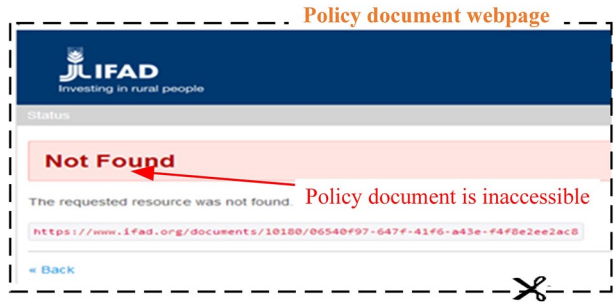 Policy document webpage
IFAD
Investing in rural people
Status
Not Found
Policy document is inaccessible
The requested resource was not found.
https://www.ifad.org/documents/10180/06540f97-647f-41f6-a43e-f4f8e2ee2ac8
« Back